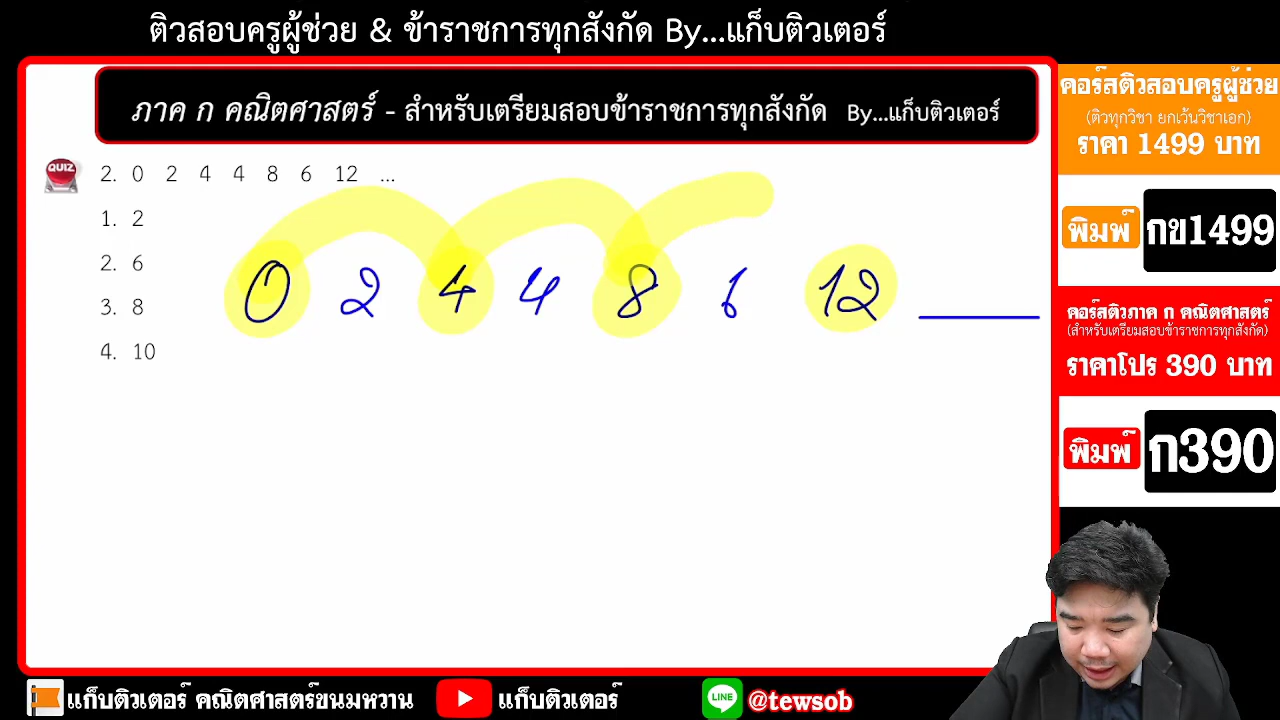 ติวสอบครูผู้ช่วย & ข้าราชการทุกสังกัด By...แก็บติวเตอร์
ภาค ก คณิตศาสตร์ - สำหรับเตรียมสอบข้าราชการทุกสังกัด By...แก็บติวเตอร์
QUIZ
2. 0 2 4 4 8 6 12 ...
1. 2
2. 6
3. 8
4. 10
0 2 4 4 8 6 12 ____
คอร์สติวสอบครูผู้ช่วย
(ติวทุกวิชา ยกเว้นวิชาเอก)
ราคา 1499 บาท
พิมพ์ กข1499
คอร์สติวภาค ก คณิตศาสตร์
(สำหรับเตรียมสอบข้าราชการทุกสังกัด)
ราคาโปร 390 บาท
พิมพ์ ก390
แก็บติวเตอร์ คณิตศาสตร์ขนมหวาน แก็บติวเตอร์ LINE @tewsob